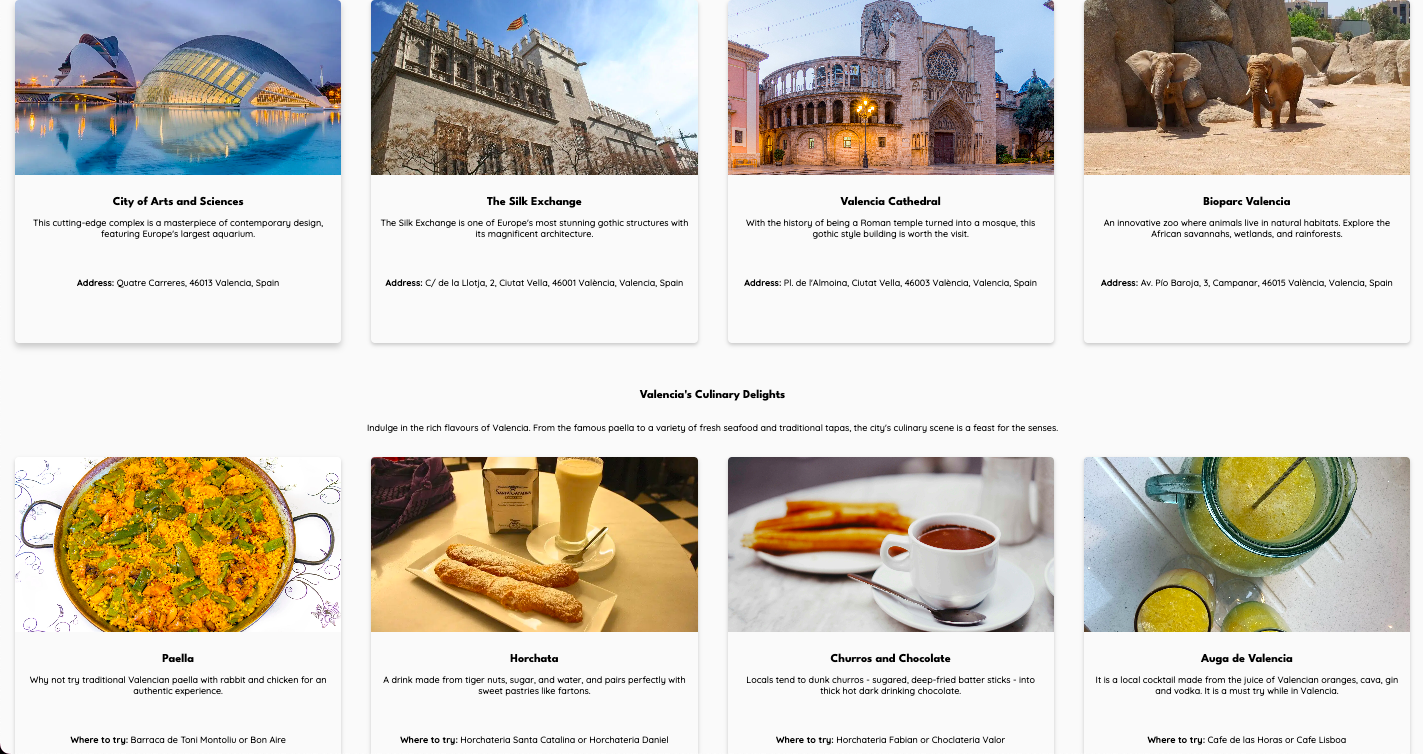 City of Arts and Sciences
This cutting-edge complex is a masterpiece of contemporary design,
featuring Europe's largest aquarium.
Address: Quatre Carreres, 46013 Valencia, Spain
The Silk Exchange
The Silk Exchange is one of Europe's most stunning gothic structures with
its magnificent architecture.
Address: C/ de la Llotja, 2, Ciutat Vella, 46001 València, Valencia, Spain
Valencia Cathedral
With the history of being a Roman temple turned into a mosque, this
gothic style building is worth the visit.
Address: Pl. de l'Almoina, Ciutat Vella, 46003 València, Valencia, Spain
Bioparc Valencia
An innovative zoo where animals live in natural habitats. Explore the
African savannahs, wetlands, and rainforests.
Address: Av. Pío Baroja, 3, Campanar, 46015 València, Valencia, Spain
Valencia's Culinary Delights
Indulge in the rich flavours of Valencia. From the famous paella to a variety of fresh seafood and traditional tapas, the city's culinary scene is a feast for the senses.
Paella
Why not try traditional Valencian paella with rabbit and chicken for an
authentic experience.
Where to try: Barraca de Toni Montoliu or Bon Aire
Horchata
A drink made from tiger nuts, sugar, and water, and pairs perfectly with
sweet pastries like fartons.
Where to try: Horchateria Santa Catalina or Horchateria Daniel
Churros and Chocolate
Locals tend to dunk churros - sugared, deep-fried batter sticks - into
thick hot dark drinking chocolate.
Where to try: Horchateria Fabian or Choclateria Valor
Auga de Valencia
It is a local cocktail made from the juice of Valencian oranges, cava, gin
and vodka. It is a must try while in Valencia.
Where to try: Cafe de las Horas or Cafe Lisboa